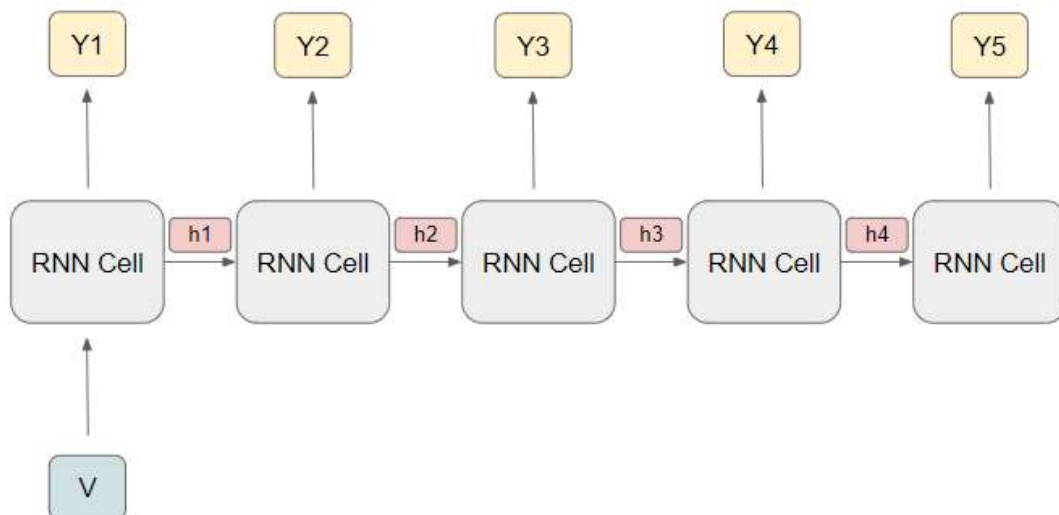 Y1 Y2 Y3 Y4 Y5
h1 h2 h3 h4
RNN Cell RNN Cell RNN Cell RNN Cell RNN Cell
V